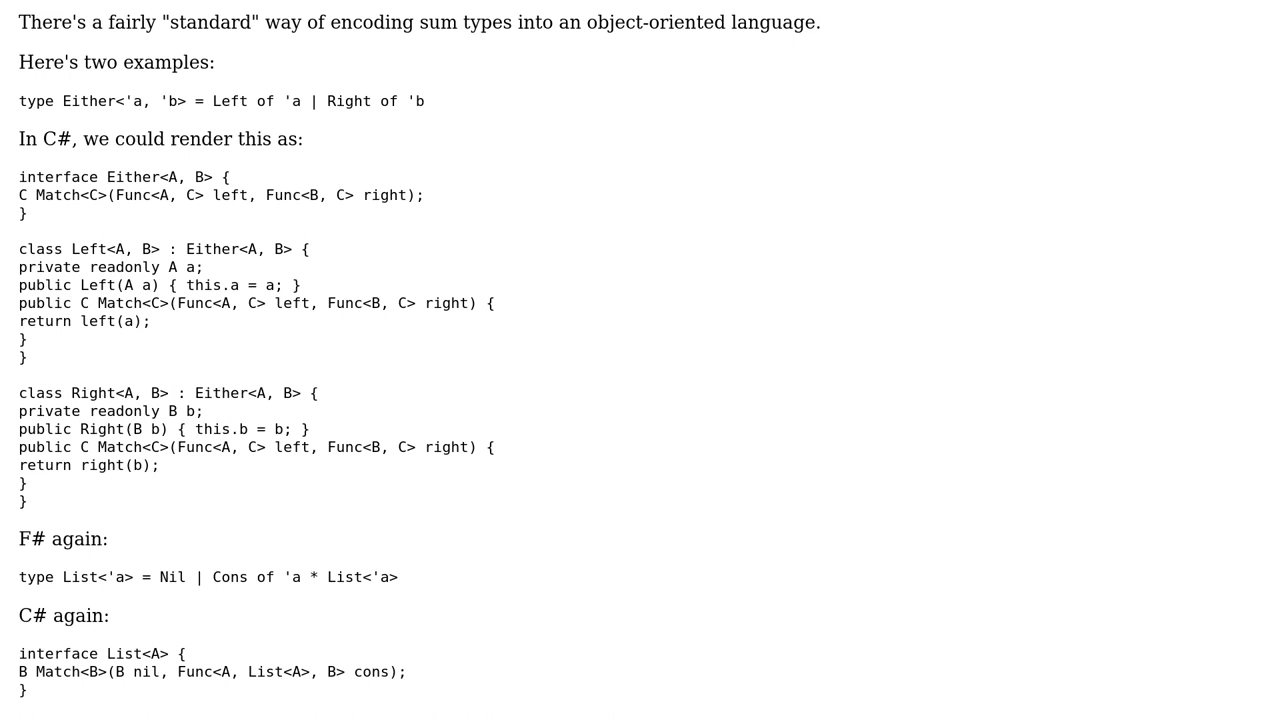 There's a fairly "standard" way of encoding sum types into an object-oriented language.
Here's two examples:
type Either<'a, 'b> = Left of 'a | Right of 'b
In C#, we could render this as:
interface Either<A, B> {
C Match<C>(Func<A, C> left, Func<B, C> right);
}
class Left<A, B> : Either<A, B> {
private readonly A a;
public Left(A a) { this.a = a; }
public C Match<C>(Func<A, C> left, Func<B, C> right) {
return left(a);
}
}
class Right<A, B> : Either<A, B> {
private readonly B b;
public Right(B b) { this.b = b; }
public C Match<C>(Func<A, C> left, Func<B, C> right) {
return right(b);
}
}
F# again:
type List<'a> = Nil | Cons of 'a * List<'a>
C# again:
interface List<A> {
B Match<B>(B nil, Func<A, List<A>, B> cons);
}